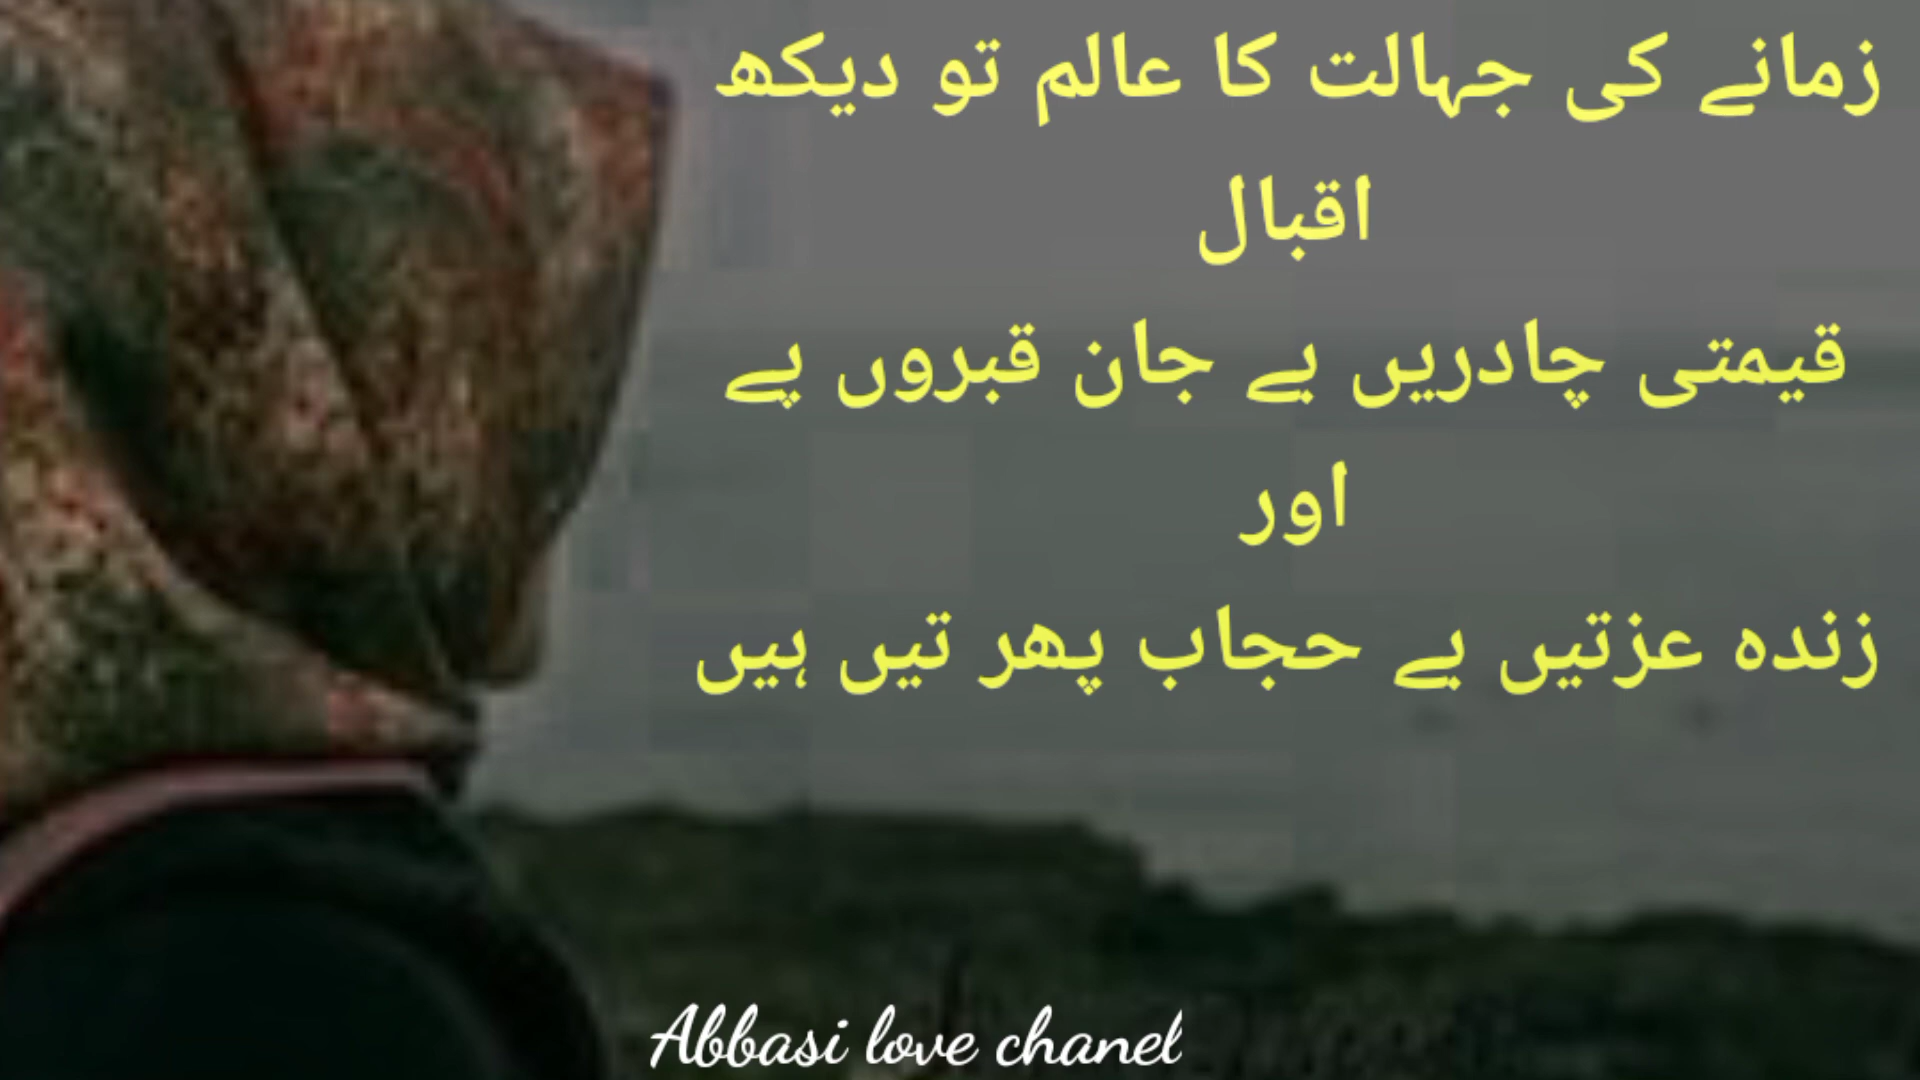 زمانے کی جہالت کا عالم تو دیکھ
اقبال
قیمتی چادریں بے جان قبروں پے
اور
زندہ عزتیں بے حجاب پھر تیں ہیں
Abbasi love chanel